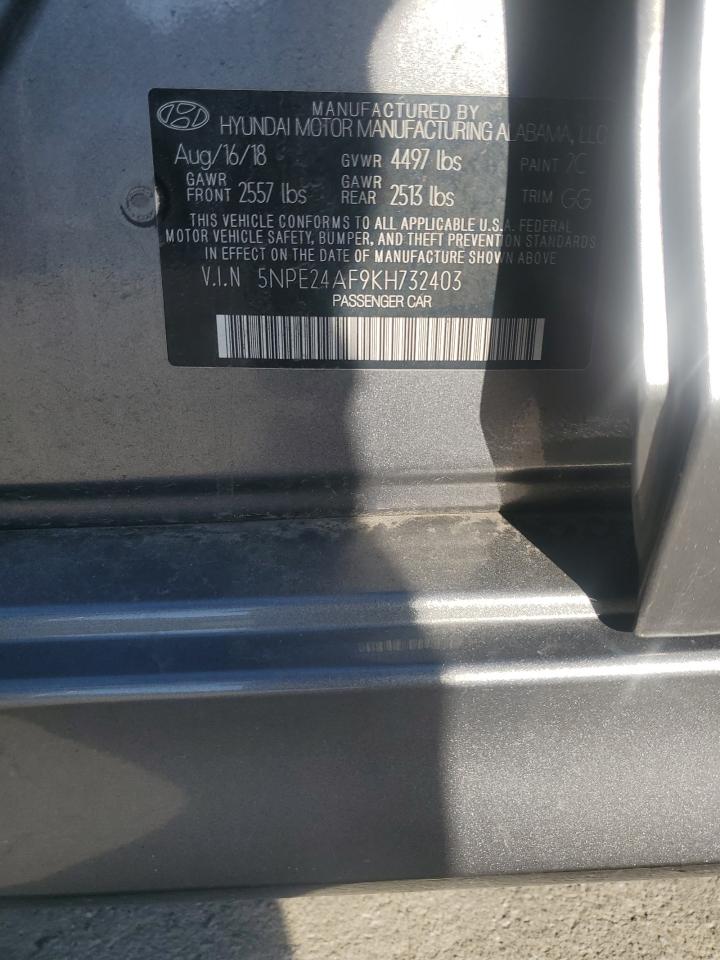 MANUFACTURED BY
HYUNDAI MOTOR MANUFACTURING ALABAMA, LLC
Aug/16/18 GVWR 4497 lbs PAINT 2C
GAWR FRONT 2557 lbs GAWR REAR 2513 lbs TRIM GG
THIS VEHICLE CONFORMS TO ALL APPLICABLE U.S.A. FEDERAL
MOTOR VEHICLE SAFETY, BUMPER, AND THEFT PREVENTION STANDARDS
IN EFFECT ON THE DATE OF MANUFACTURE SHOWN ABOVE
V.I.N 5NPE24AF9KH732403
PASSENGER CAR